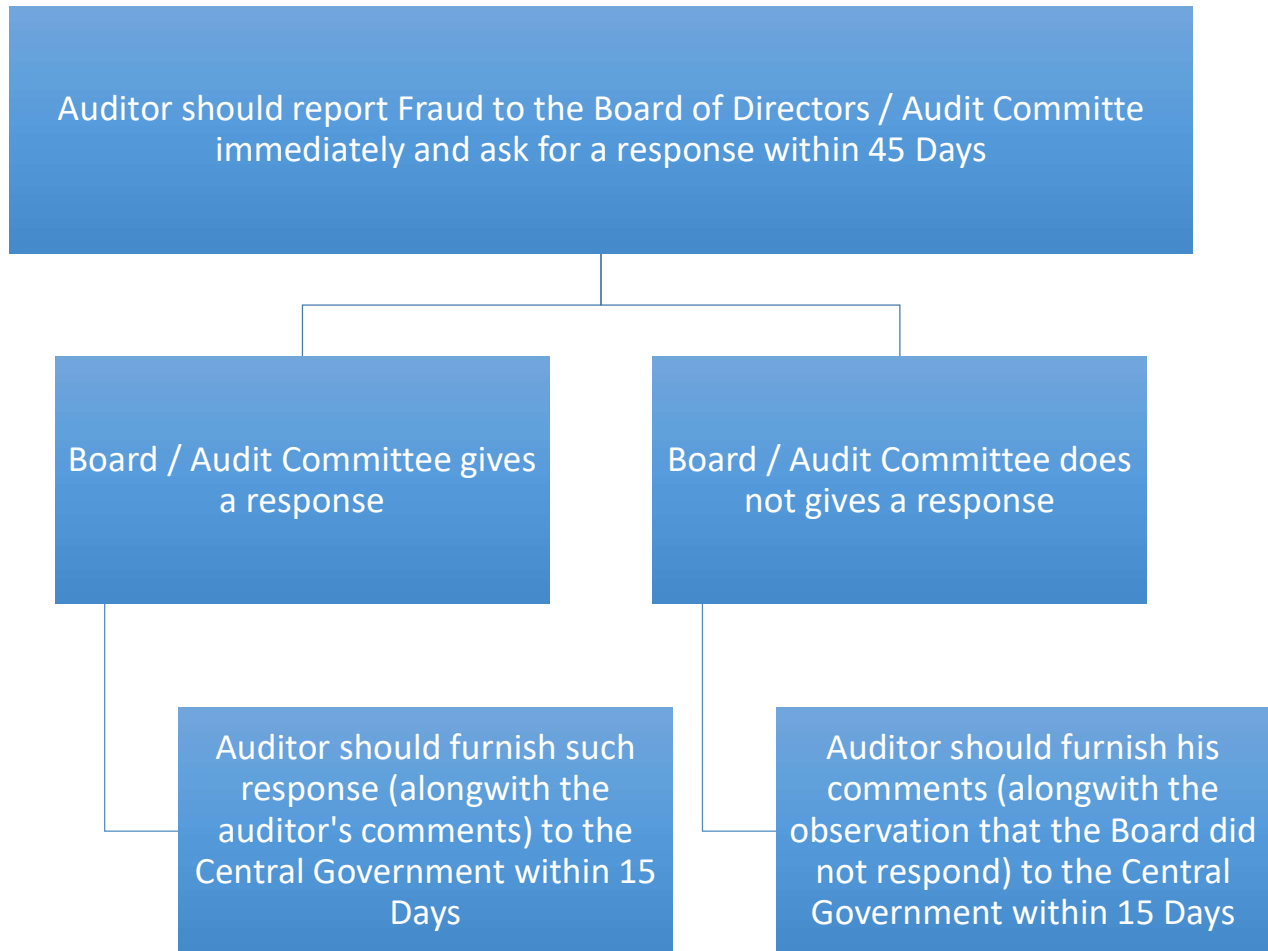 Auditor should report Fraud to the Board of Directors / Audit Committe
immediately and ask for a response within 45 Days
Board / Audit Committee gives
a response
Board / Audit Committee does
not gives a response
Auditor should furnish such
response (alongwith the
auditor's comments) to the
Central Government within 15
Days
Auditor should furnish his
comments (alongwith the
observation that the Board did
not respond) to the Central
Government within 15 Days